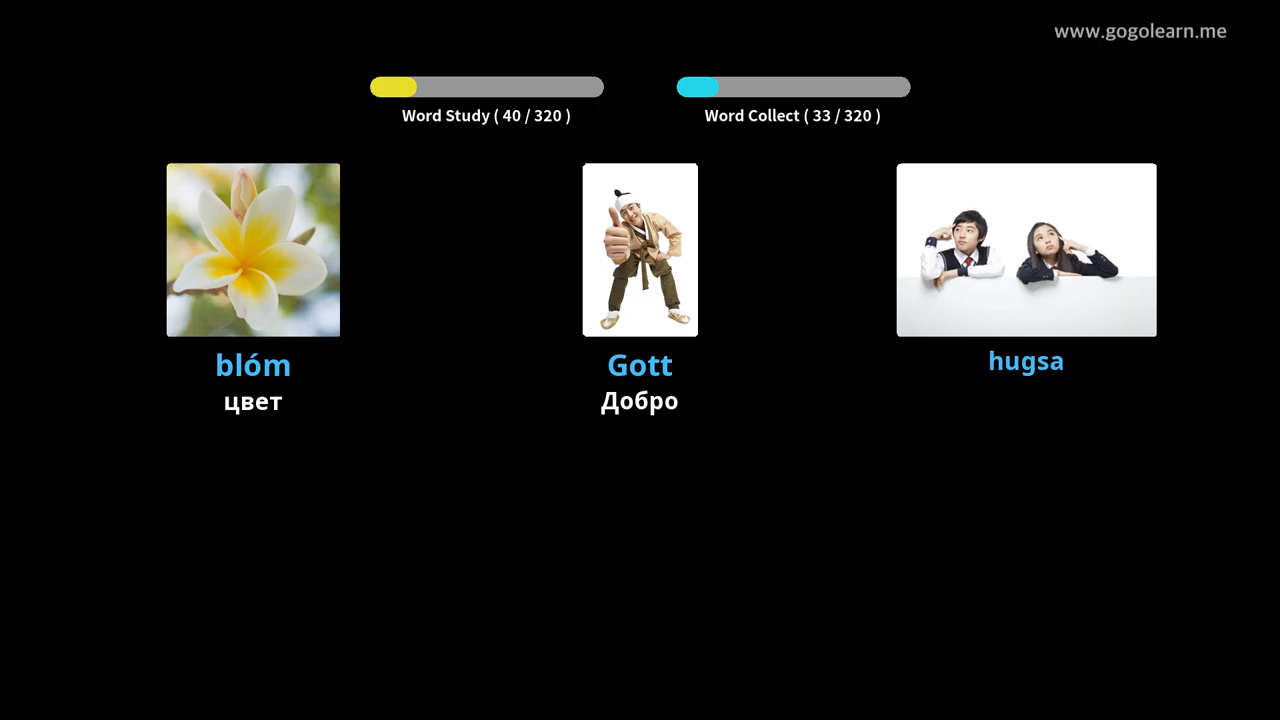 www.gogolearn.me
Word Study ( 40 / 320 )
Word Collect ( 33 / 320 )
blóm
цвет
Gott
Добро
hugsa